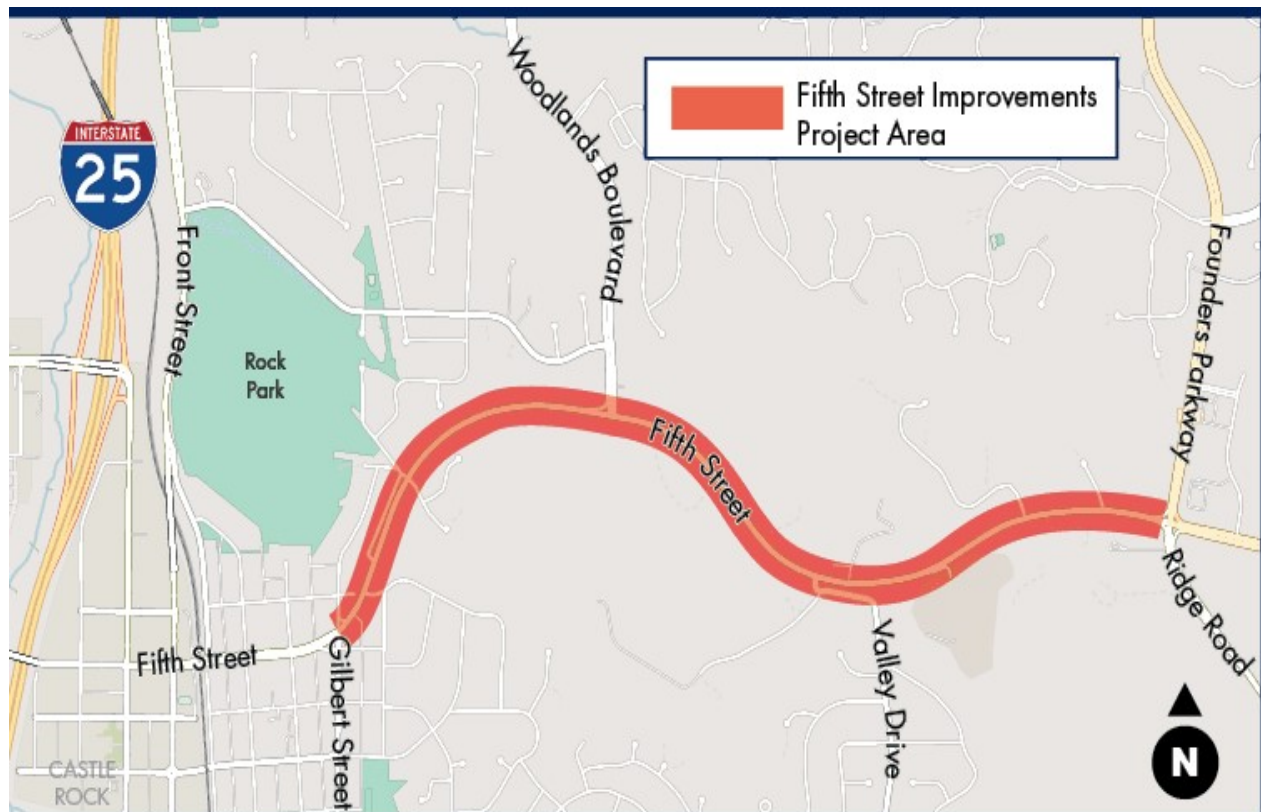 Fifth Street Improvements
Project Area
INTERSTATE
25
Front Street
Woodlands Boulevard
Founders Parkway
Rock
Park
Fifth Street
Fifth Street
Gilbert Street
Valley Drive
Ridge Road
CASTLE
ROCK
N